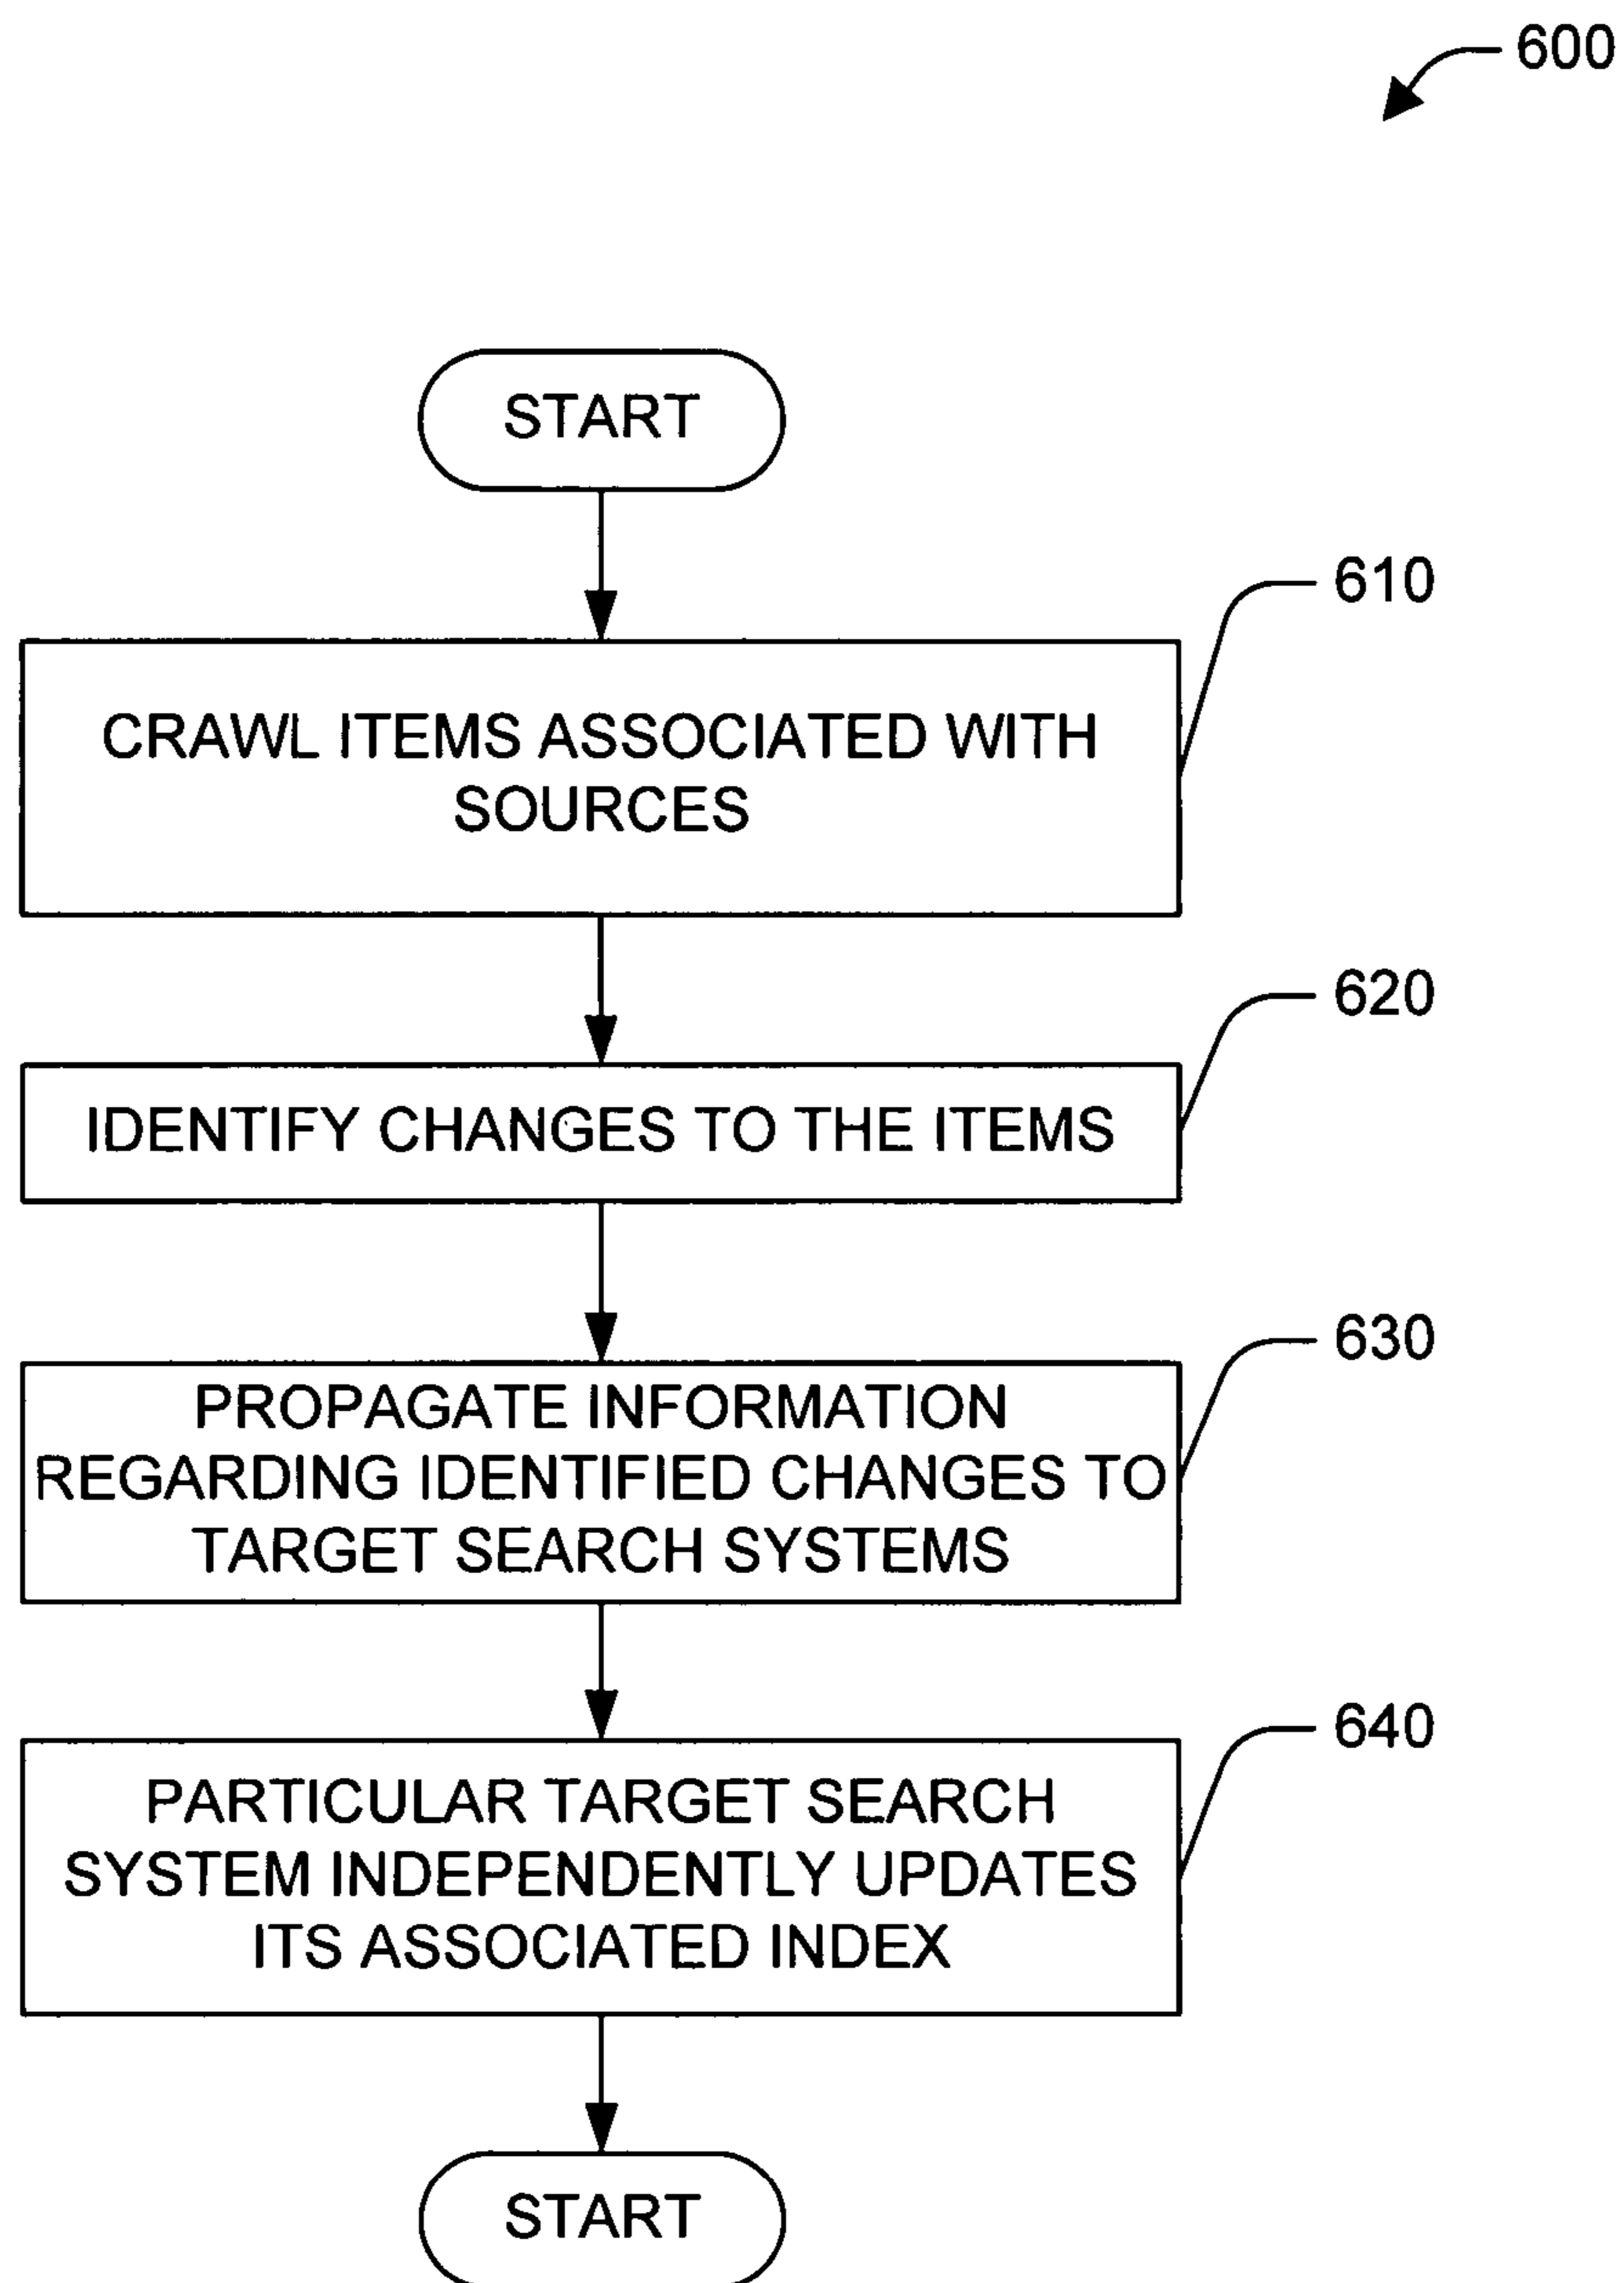 600
START
610
CRAWL ITEMS ASSOCIATED WITH
SOURCES
620
IDENTIFY CHANGES TO THE ITEMS
630
PROPAGATE INFORMATION
REGARDING IDENTIFIED CHANGES TO
TARGET SEARCH SYSTEMS
640
PARTICULAR TARGET SEARCH
SYSTEM INDEPENDENTLY UPDATES
ITS ASSOCIATED INDEX
START